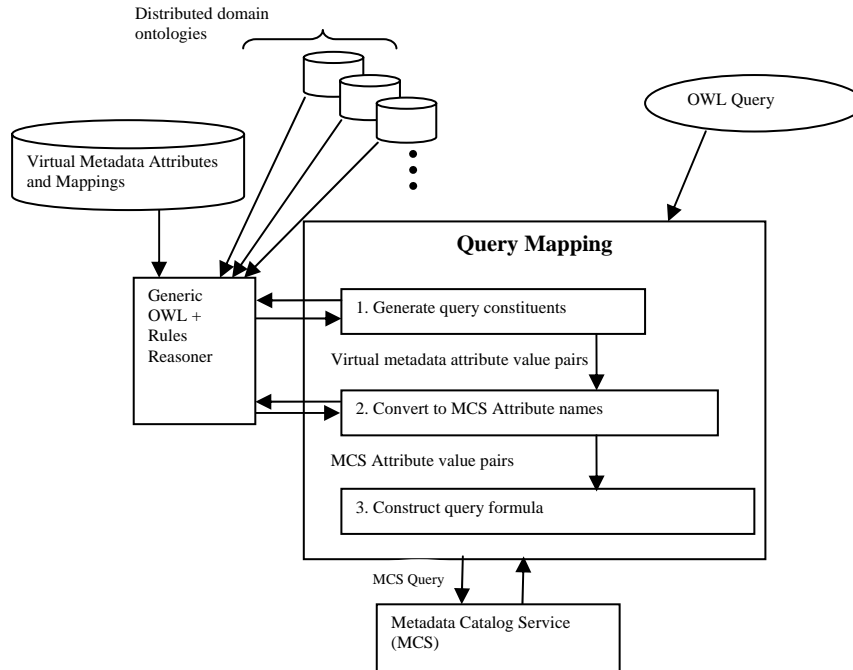 Distributed domain
ontologies
OWL Query
Virtual Metadata Attributes
and Mappings
Query Mapping
Generic
OWL +
Rules
Reasoner
1. Generate query constituents
Virtual metadata attribute value pairs
2. Convert to MCS Attribute names
MCS Attribute value pairs
3. Construct query formula
MCS Query
Metadata Catalog Service
(MCS)